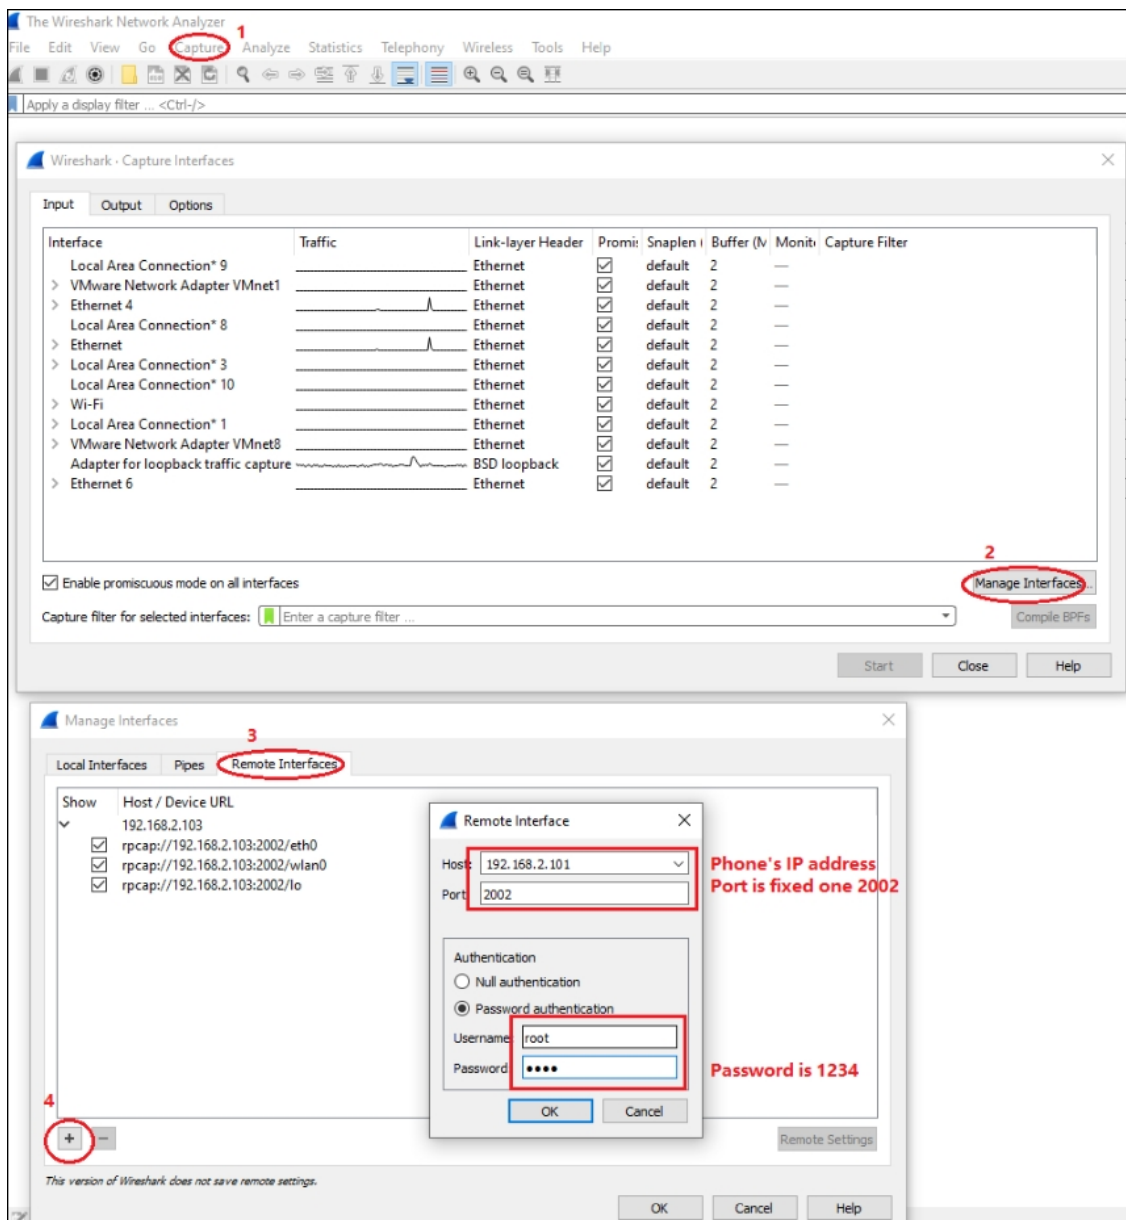 The Wireshark Network Analyzer
1
File Edit View Go Capture Analyze Statistics Telephony Wireless Tools Help
Apply a display filter ... <Ctrl-/>
Wireshark · Capture Interfaces
Input Output Options
Interface Traffic Link-layer Header Promis Snaplen ( Buffer (M Monito Capture Filter
Local Area Connection* 9 Ethernet default 2 —
VMware Network Adapter VMnet1 Ethernet default 2 —
Ethernet 4 Ethernet default 2 —
Local Area Connection* 8 Ethernet default 2 —
Ethernet Ethernet default 2 —
Local Area Connection* 3 Ethernet default 2 —
Local Area Connection* 10 Ethernet default 2 —
Wi-Fi Ethernet default 2 —
Local Area Connection* 1 Ethernet default 2 —
VMware Network Adapter VMnet8 Ethernet default 2 —
Adapter for loopback traffic capture BSD loopback default 2 —
Ethernet 6 Ethernet default 2 —
2
Enable promiscuous mode on all interfaces Manage Interfaces...
Capture filter for selected interfaces: Enter a capture filter ... Compile BPFs
Start Close Help
Manage Interfaces
3
Local Interfaces Pipes Remote Interfaces
Show Host / Device URL
192.168.2.103
rpcap://192.168.2.103:2002/eth0
rpcap://192.168.2.103:2002/wlan0
rpcap://192.168.2.103:2002/lo
Remote Interface
Host: 192.168.2.101
Port: 2002
Phone's IP address
Port is fixed one 2002
Authentication
Null authentication
Password authentication
Username: root
Password: ••••
Password is 1234
OK Cancel
4
+ − Remote Settings
This version of Wireshark does not save remote settings.
OK Cancel Help